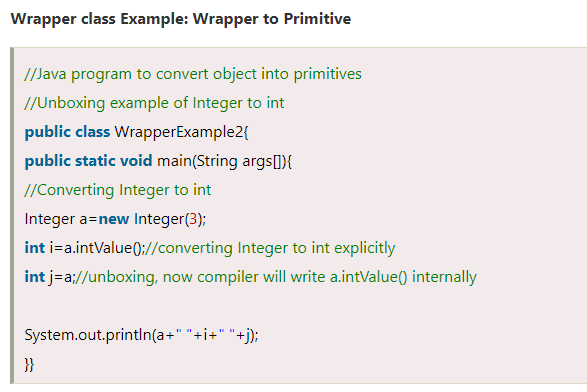 Wrapper class Example: Wrapper to Primitive
//Java program to convert object into primitives
//Unboxing example of Integer to int
public class WrapperExample2{
public static void main(String args[]){
//Converting Integer to int
Integer a=new Integer(3);
int i=a.intValue();//converting Integer to int explicitly
int j=a;//unboxing, now compiler will write a.intValue() internally
System.out.println(a+" "+i+" "+j);
}}